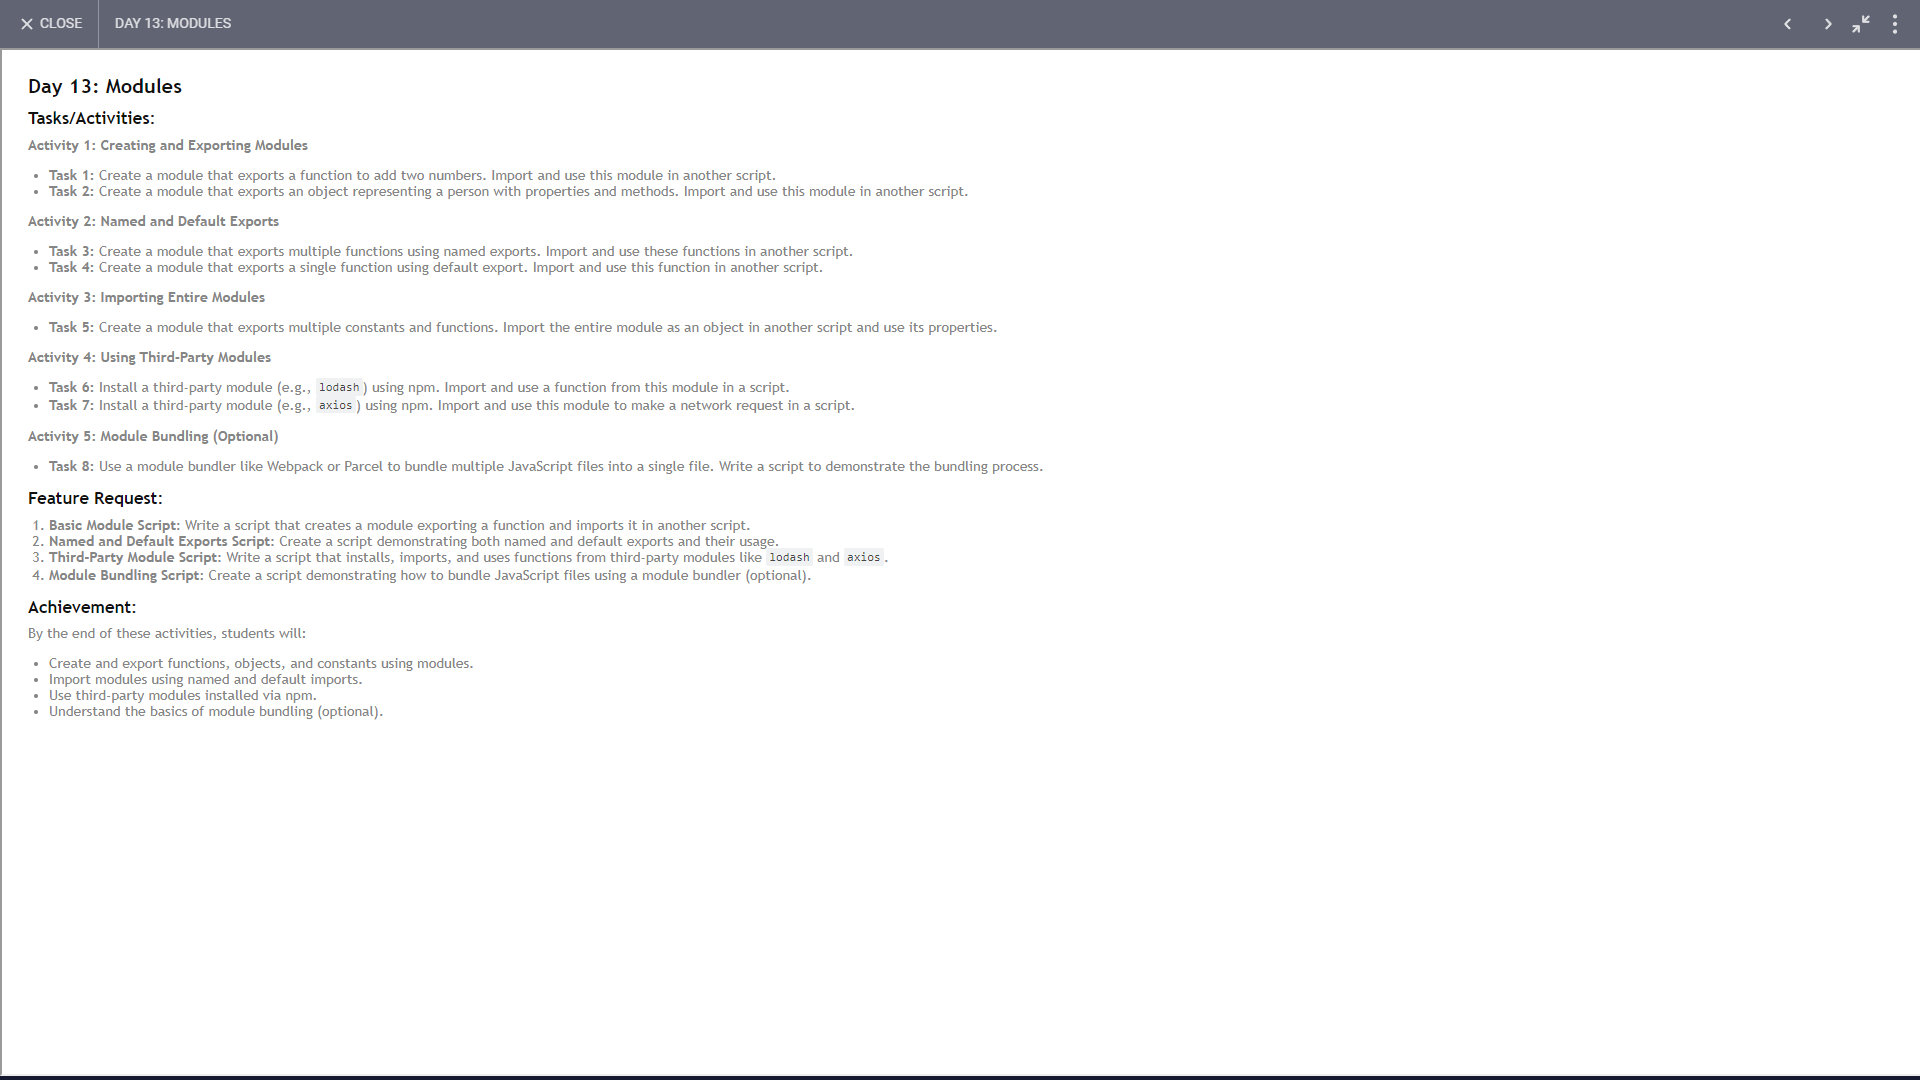 CLOSE
DAY 13: MODULES
Day 13: Modules
Tasks/Activities:
Activity 1: Creating and Exporting Modules
• Task 1: Create a module that exports a function to add two numbers. Import and use this module in another script.
• Task 2: Create a module that exports an object representing a person with properties and methods. Import and use this module in another script.
Activity 2: Named and Default Exports
• Task 3: Create a module that exports multiple functions using named exports. Import and use these functions in another script.
• Task 4: Create a module that exports a single function using default export. Import and use this function in another script.
Activity 3: Importing Entire Modules
• Task 5: Create a module that exports multiple constants and functions. Import the entire module as an object in another script and use its properties.
Activity 4: Using Third-Party Modules
• Task 6: Install a third-party module (e.g., lodash) using npm. Import and use a function from this module in a script.
• Task 7: Install a third-party module (e.g., axios) using npm. Import and use this module to make a network request in a script.
Activity 5: Module Bundling (Optional)
• Task 8: Use a module bundler like Webpack or Parcel to bundle multiple JavaScript files into a single file. Write a script to demonstrate the bundling process.
Feature Request:
1. Basic Module Script: Write a script that creates a module exporting a function and imports it in another script.
2. Named and Default Exports Script: Create a script demonstrating both named and default exports and their usage.
3. Third-Party Module Script: Write a script that installs, imports, and uses functions from third-party modules like lodash and axios.
4. Module Bundling Script: Create a script demonstrating how to bundle JavaScript files using a module bundler (optional).
Achievement:
By the end of these activities, students will:
• Create and export functions, objects, and constants using modules.
• Import modules using named and default imports.
• Use third-party modules installed via npm.
• Understand the basics of module bundling (optional).